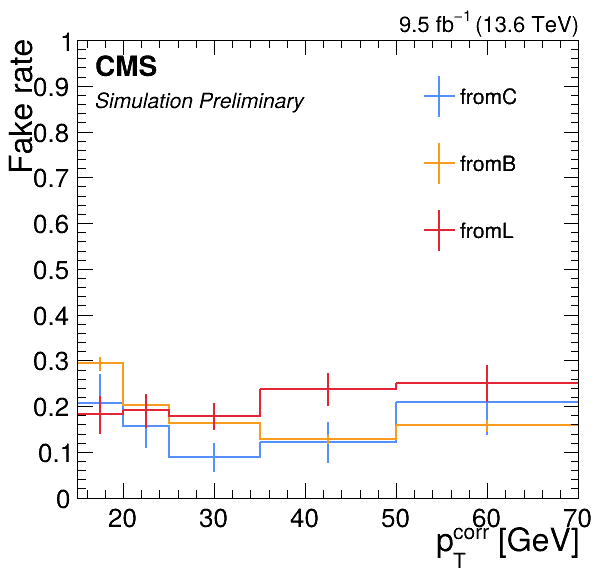 9.5 fb⁻¹ (13.6 TeV)
CMS
Simulation Preliminary
Fake rate
fromC
fromB
fromL
1
0.9
0.8
0.7
0.6
0.5
0.4
0.3
0.2
0.1
0
20 30 40 50 60 70
p_T^corr [GeV]